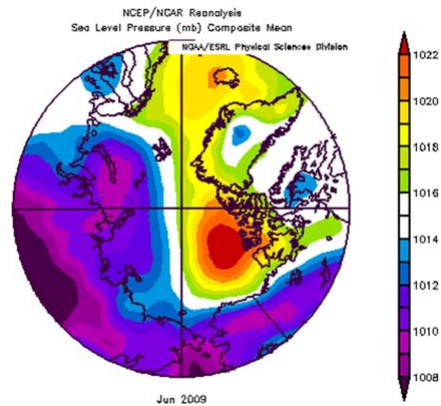 NCEP/NCAR Reanalysis
Sea Level Pressure (mb) Composite Mean
NOAA/ESRL Physical Sciences Division
1022
1020
1018
1016
1014
1012
1010
1008
Jun 2009